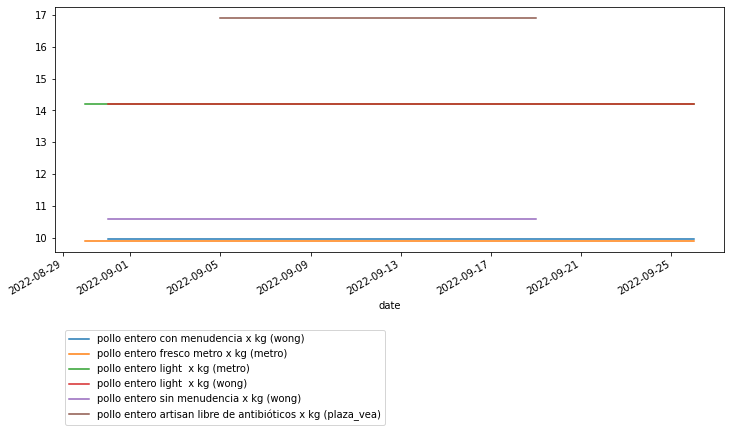 17
16
15
14
13
12
11
10
2022-08-29
2022-09-01
2022-09-05
2022-09-09
2022-09-13
2022-09-17
2022-09-21
2022-09-25
date
pollo entero con menudencia x kg (wong)
pollo entero fresco metro x kg (metro)
pollo entero light  x kg (metro)
pollo entero light  x kg (wong)
pollo entero sin menudencia x kg (wong)
pollo entero artisan libre de antibióticos x kg (plaza_vea)